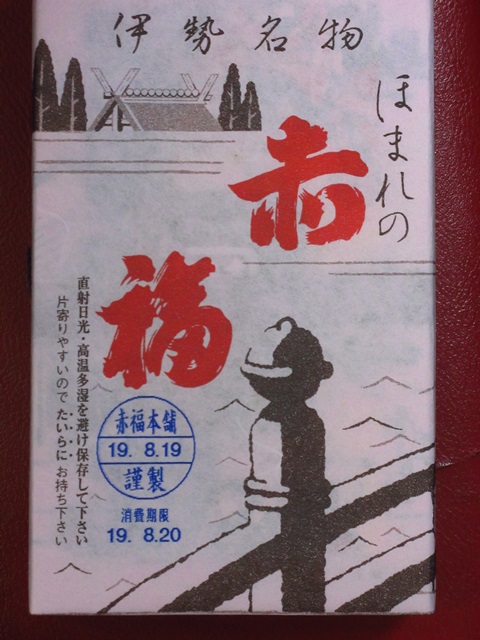 伊勢名物
ほまれの
赤福
直射日光・高温多湿を避け保存して下さい
片寄りやすいのでたいらにお持ち下さい
赤福本舗
19. 8.19
謹製
消費期限
19. 8.20